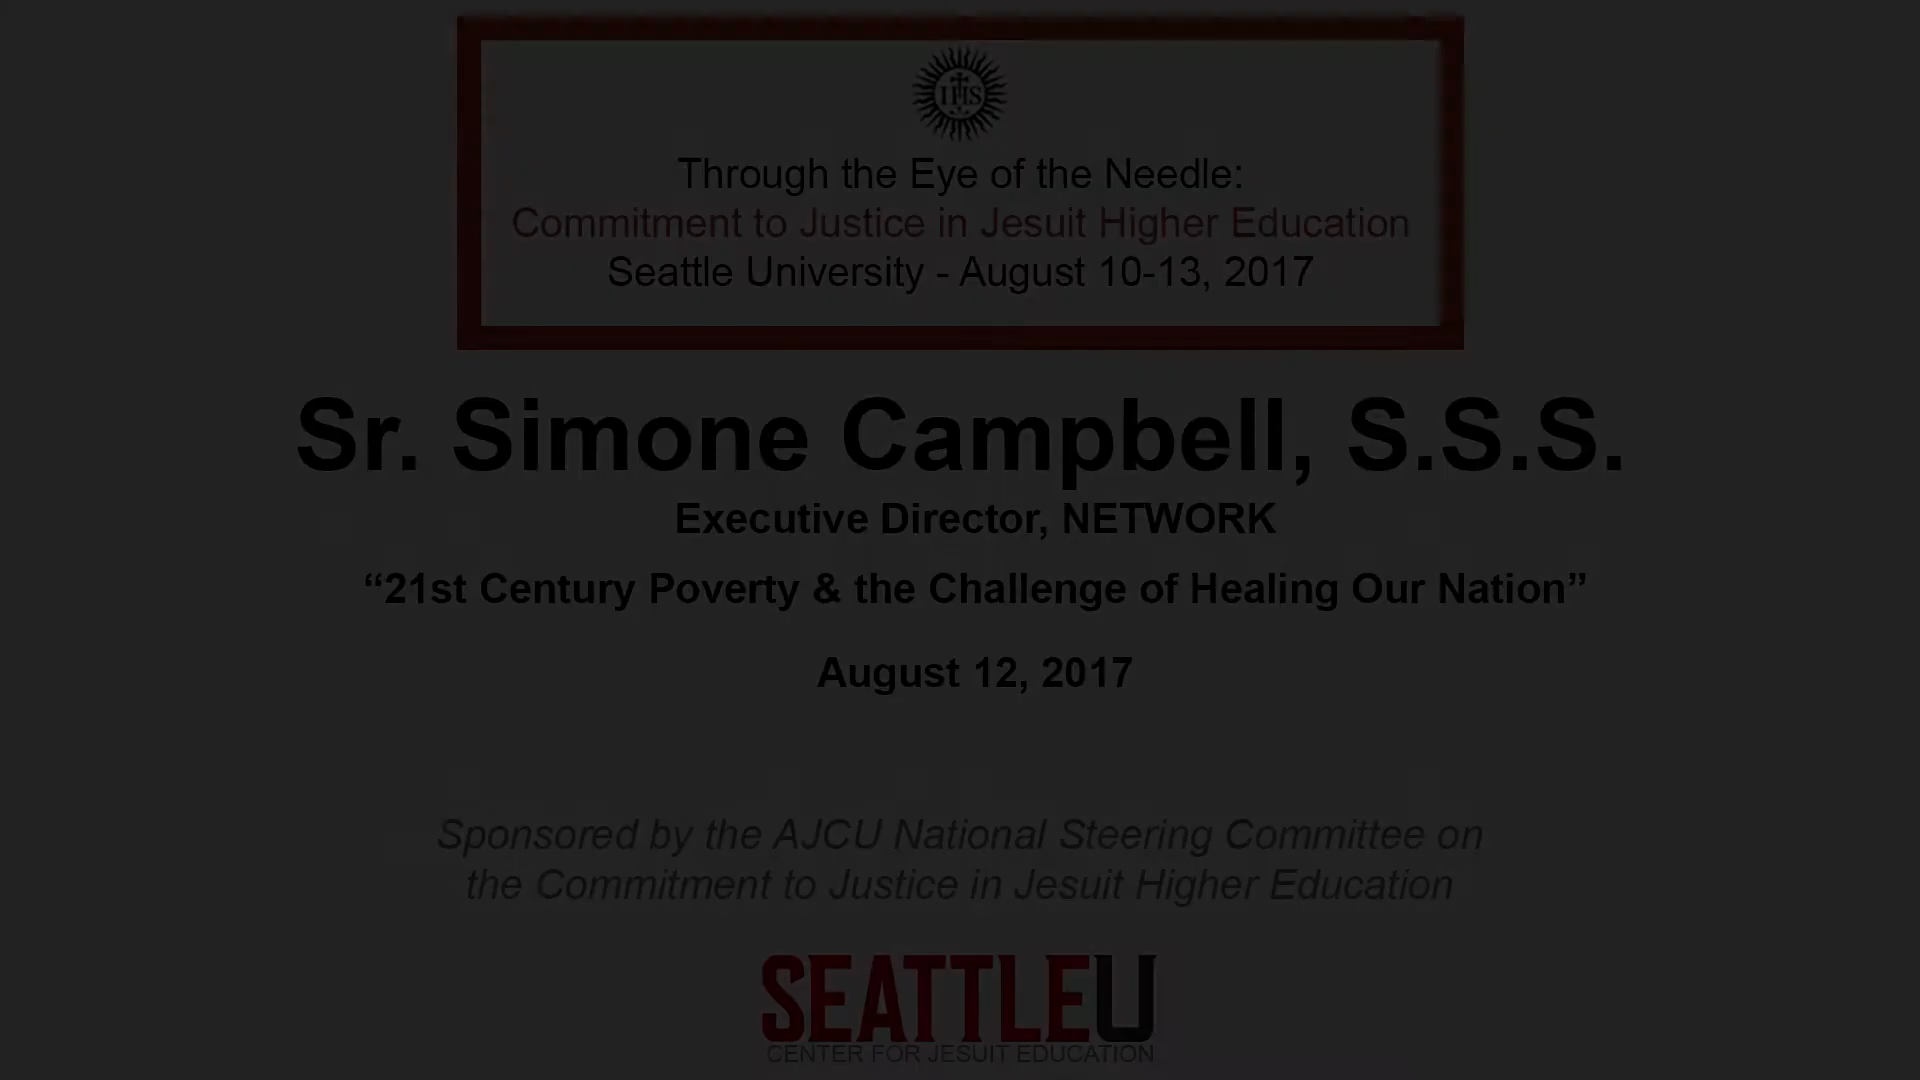 IHS
Through the Eye of the Needle:
Commitment to Justice in Jesuit Higher Education
Seattle University - August 10-13, 2017
Sr. Simone Campbell, S.S.S.
Executive Director, NETWORK
“21st Century Poverty & the Challenge of Healing Our Nation”
August 12, 2017
Sponsored by the AJCU National Steering Committee on
the Commitment to Justice in Jesuit Higher Education
SEATTLEU
CENTER FOR JESUIT EDUCATION